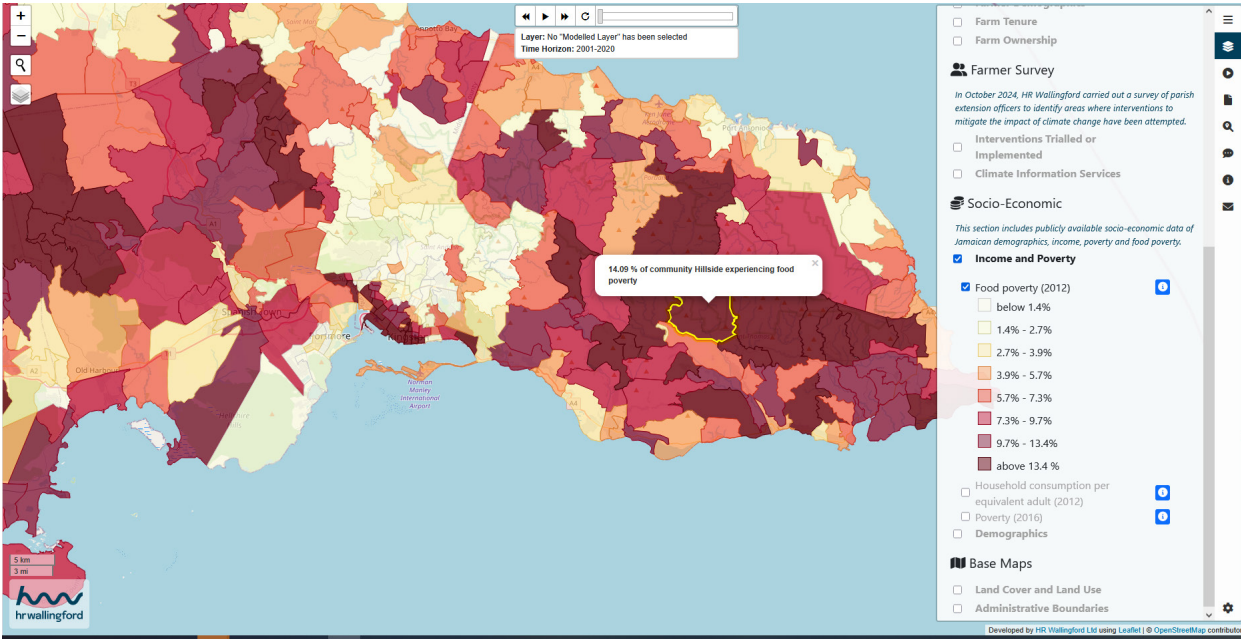 +
−
Layer: No "Modelled Layer" has been selected
Time Horizon: 2001-2020
Annotto Bay
Port Antonio
14.09 % of community Hillside experiencing food
poverty
×
A1
A2
A4
Old Harbour
Norman
Manley
International
Airport
5 km
3 mi
hrwallingford
Farm Tenure
Farm Ownership
Farmer Survey
In October 2024, HR Wallingford carried out a survey of parish
extension officers to identify areas where interventions to
mitigate the impact of climate change have been attempted.
Interventions Trialled or
Implemented
Climate Information Services
Socio-Economic
This section includes publicly available socio-economic data of
Jamaican demographics, income, poverty and food poverty.
Income and Poverty
Food poverty (2012)
below 1.4%
1.4% - 2.7%
2.7% - 3.9%
3.9% - 5.7%
5.7% - 7.3%
7.3% - 9.7%
9.7% - 13.4%
above 13.4 %
Household consumption per
equivalent adult (2012)
Poverty (2016)
Demographics
Base Maps
Land Cover and Land Use
Administrative Boundaries
Developed by HR Wallingford Ltd using Leaflet | © OpenStreetMap contributor